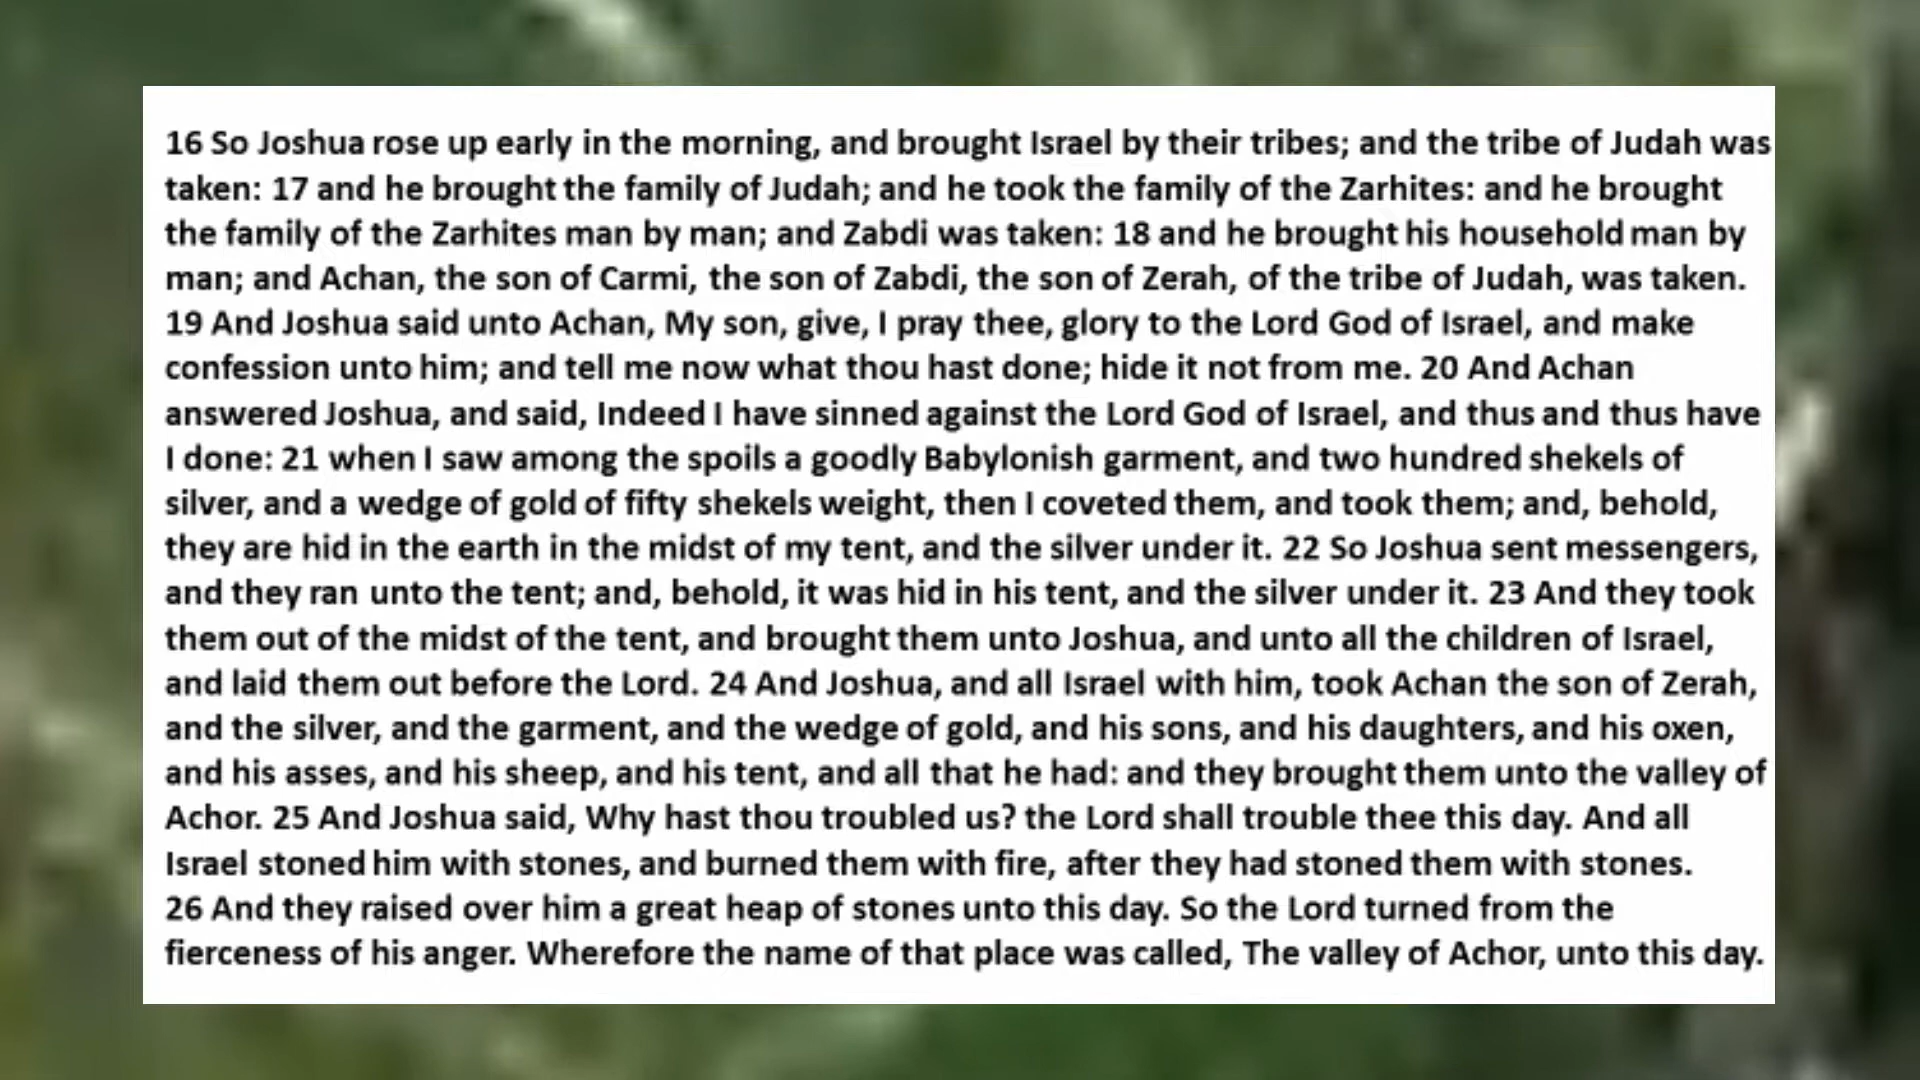 16 So Joshua rose up early in the morning, and brought Israel by their tribes; and the tribe of Judah was
taken: 17 and he brought the family of Judah; and he took the family of the Zarhites: and he brought
the family of the Zarhites man by man; and Zabdi was taken: 18 and he brought his household man by
man; and Achan, the son of Carmi, the son of Zabdi, the son of Zerah, of the tribe of Judah, was taken.
19 And Joshua said unto Achan, My son, give, I pray thee, glory to the Lord God of Israel, and make
confession unto him; and tell me now what thou hast done; hide it not from me. 20 And Achan
answered Joshua, and said, Indeed I have sinned against the Lord God of Israel, and thus and thus have
I done: 21 when I saw among the spoils a goodly Babylonish garment, and two hundred shekels of
silver, and a wedge of gold of fifty shekels weight, then I coveted them, and took them; and, behold,
they are hid in the earth in the midst of my tent, and the silver under it. 22 So Joshua sent messengers,
and they ran unto the tent; and, behold, it was hid in his tent, and the silver under it. 23 And they took
them out of the midst of the tent, and brought them unto Joshua, and unto all the children of Israel,
and laid them out before the Lord. 24 And Joshua, and all Israel with him, took Achan the son of Zerah,
and the silver, and the garment, and the wedge of gold, and his sons, and his daughters, and his oxen,
and his asses, and his sheep, and his tent, and all that he had: and they brought them unto the valley of
Achor. 25 And Joshua said, Why hast thou troubled us? the Lord shall trouble thee this day. And all
Israel stoned him with stones, and burned them with fire, after they had stoned them with stones.
26 And they raised over him a great heap of stones unto this day. So the Lord turned from the
fierceness of his anger. Wherefore the name of that place was called, The valley of Achor, unto this day.